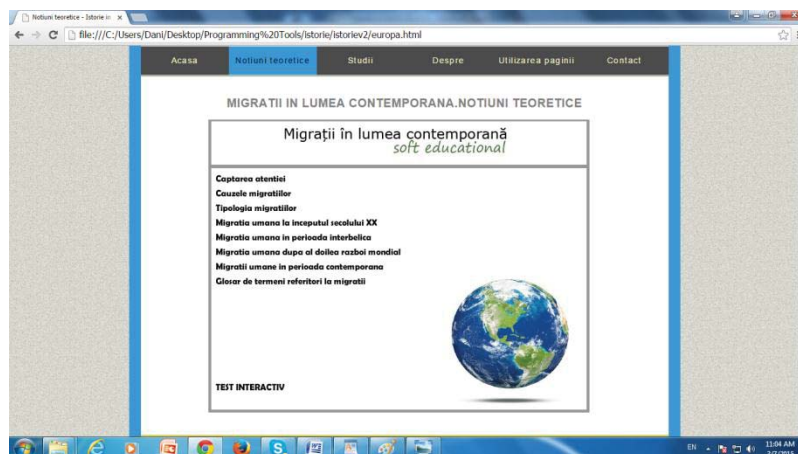 Notiuni teoretice - Istorie in
file:///C:/Users/Dani/Desktop/Programming%20Tools/istorie/istoriev2/europa.html
Acasa Notiuni teoretice Studii Despre Utilizarea paginii Contact
MIGRATII IN LUMEA CONTEMPORANA.NOTIUNI TEORETICE
Migrații în lumea contemporană
soft educational
Captarea atentiei
Cauzele migratiilor
Tipologia migratiilor
Migratia umana la inceputul secolului XX
Migratia umana in perioada interbelica
Migratia umana dupa al doilea razboi mondial
Migratii umane in perioada contemporana
Glosar de termeni referitori la migratii
TEST INTERACTIV
EN 11:04 AM